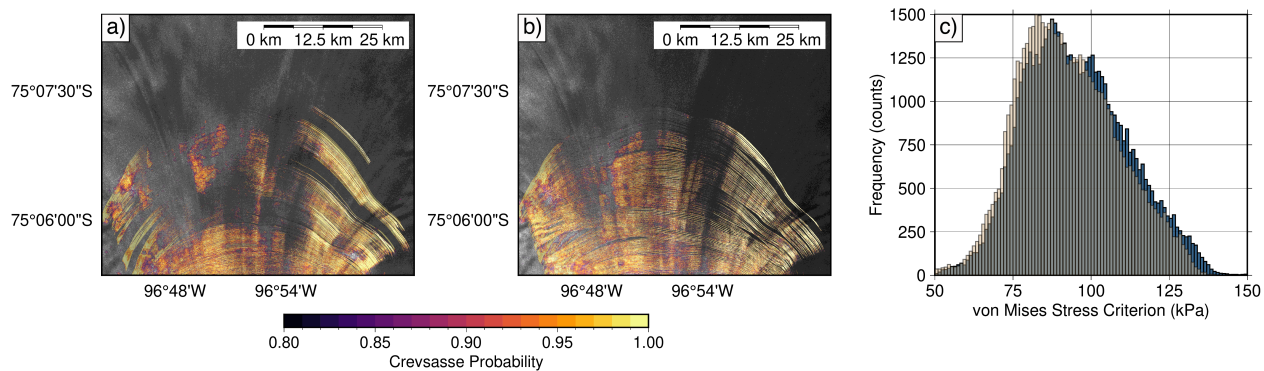 a)
0 km 12.5 km 25 km
75°07'30"S
75°06'00"S
96°48'W 96°54'W
b)
0 km 12.5 km 25 km
75°07'30"S
75°06'00"S
96°48'W 96°54'W
0.80 0.85 0.90 0.95 1.00
Crevsasse Probability
c)
Frequency (counts)
1500
1250
1000
750
500
250
0
50 75 100 125 150
von Mises Stress Criterion (kPa)